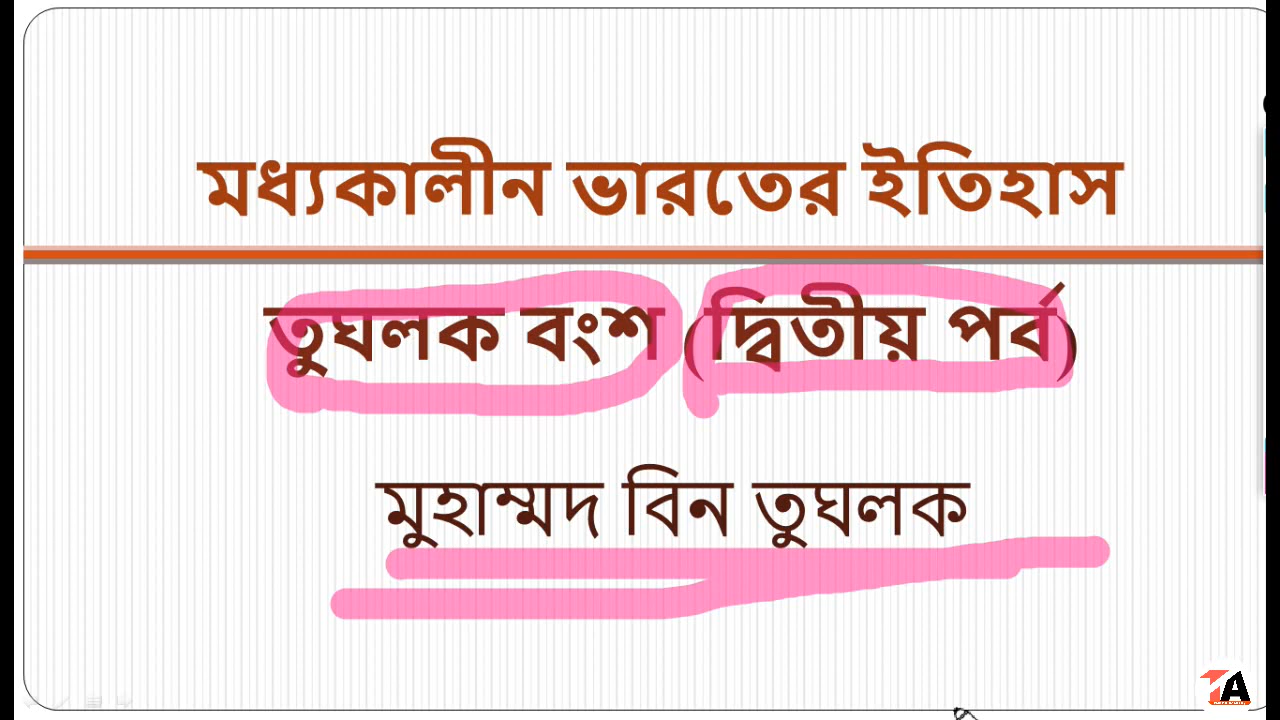 মধ্যকালীন ভারতের ইতিহাস
তুঘলক বংশ (দ্বিতীয় পর্ব)
মুহাম্মদ বিন তুঘলক